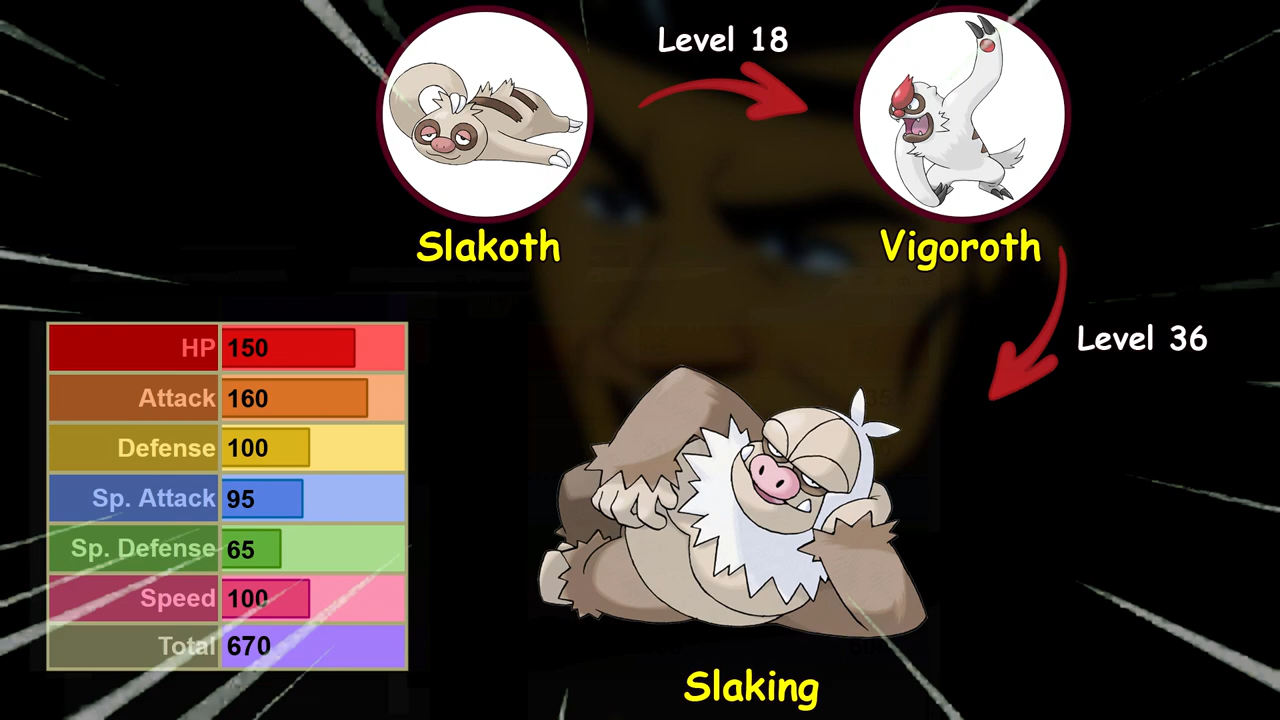 Level 18
Slakoth
Vigoroth
Level 36
HP 150
Attack 160
Defense 100
Sp. Attack 95
Sp. Defense 65
Speed 100
Total 670
Slaking